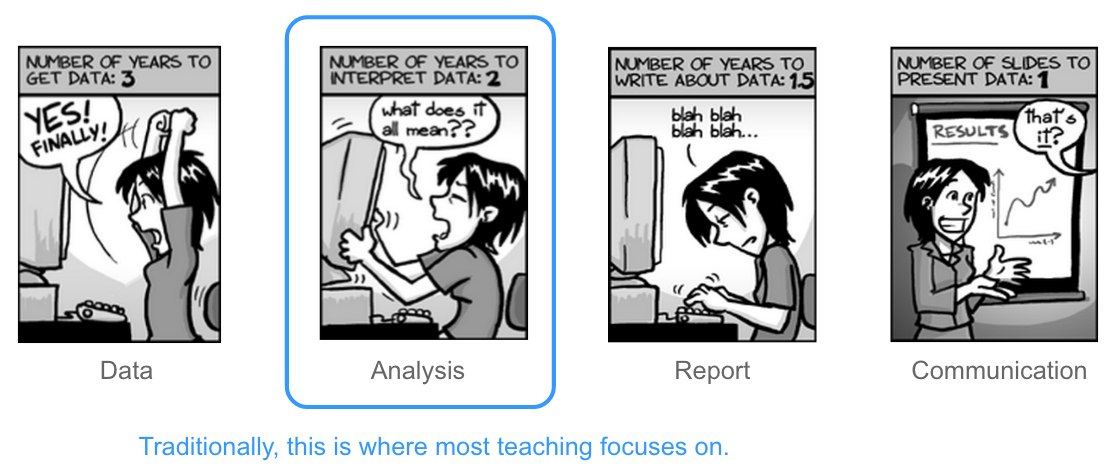 NUMBER OF YEARS TO
GET DATA: 3
YES!
FINALLY!
Data
NUMBER OF YEARS TO
INTERPRET DATA: 2
what does it
all mean??
Analysis
NUMBER OF YEARS TO
WRITE ABOUT DATA: 1.5
blah blah
blah blah...
Report
NUMBER OF SLIDES TO
PRESENT DATA: 1
that's
it?
RESULTS
Communication
Traditionally, this is where most teaching focuses on.